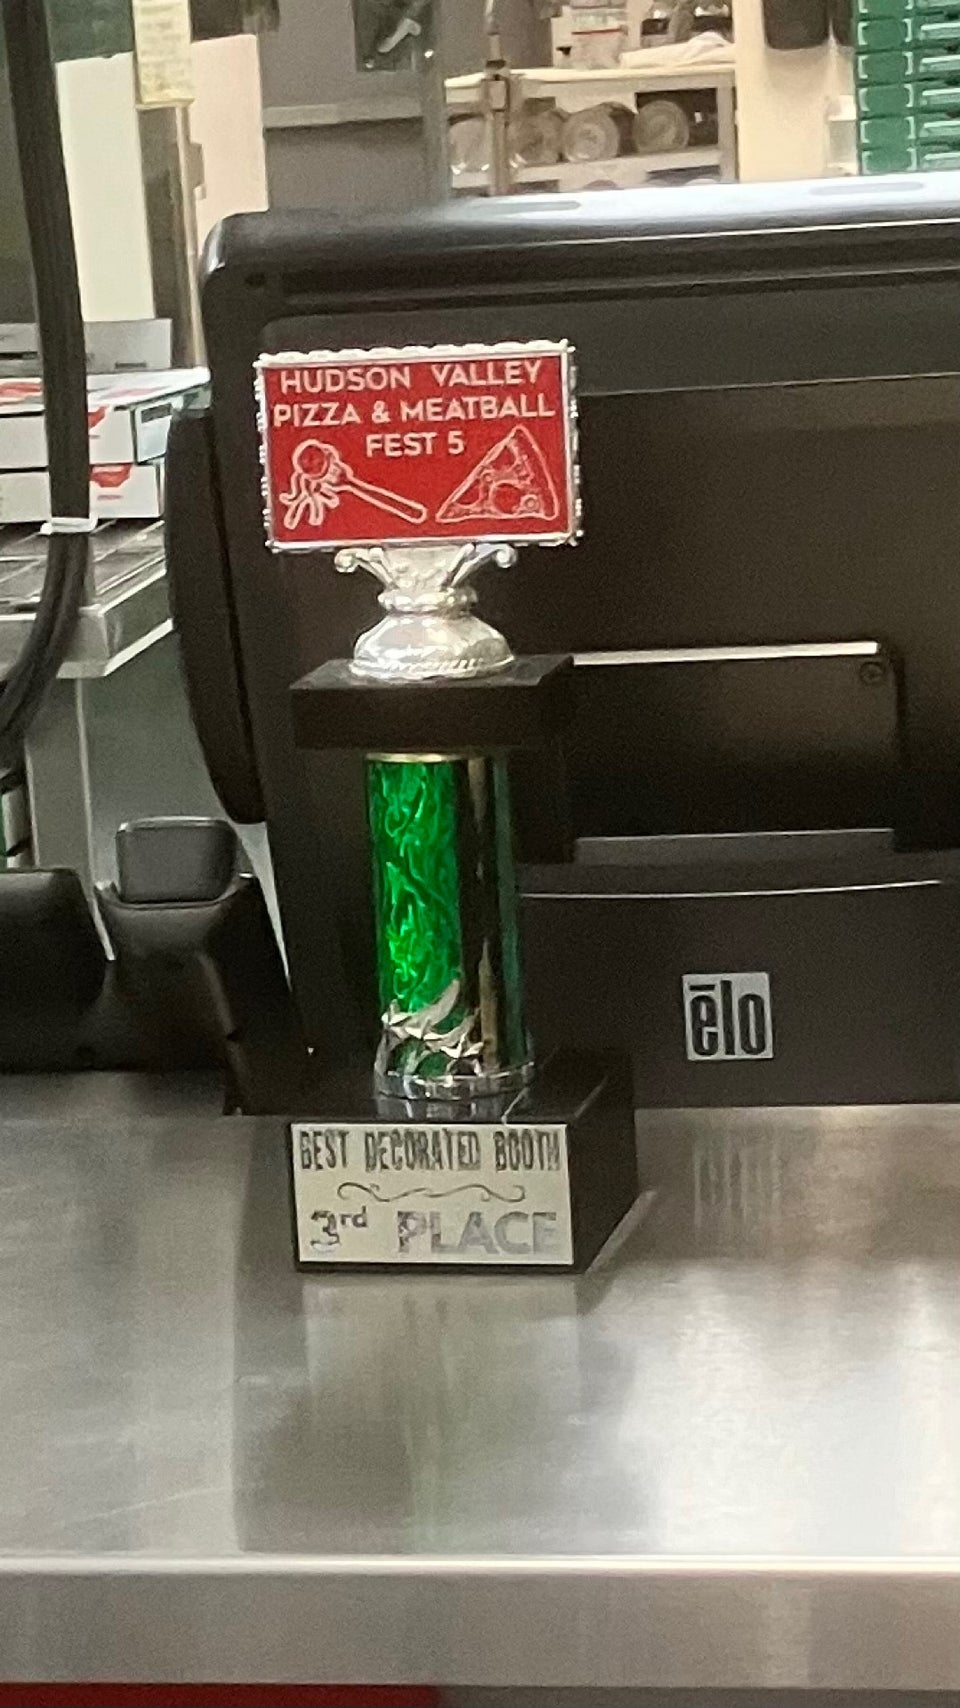 HUDSON VALLEY
PIZZA & MEATBALL
FEST 5
ēlo
BEST DECORATED BOOTH
3rd PLACE